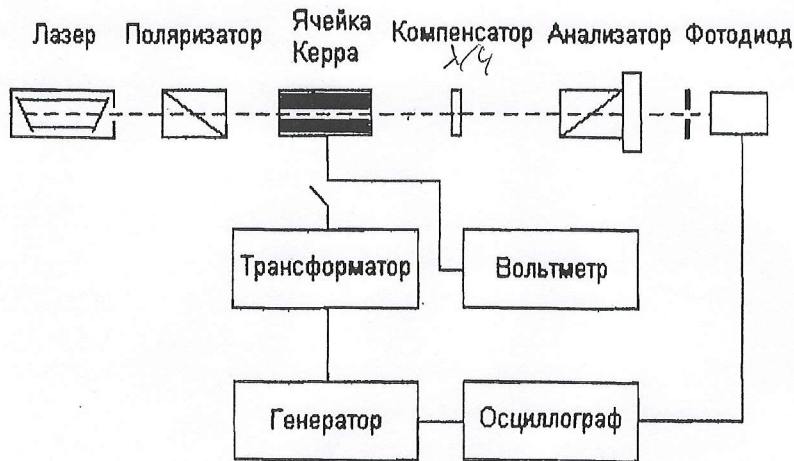 Лазер Поляризатор Ячейка Керра Компенсатор Анализатор Фотодиод
λ/4
Трансформатор Вольтметр
Генератор Осциллограф